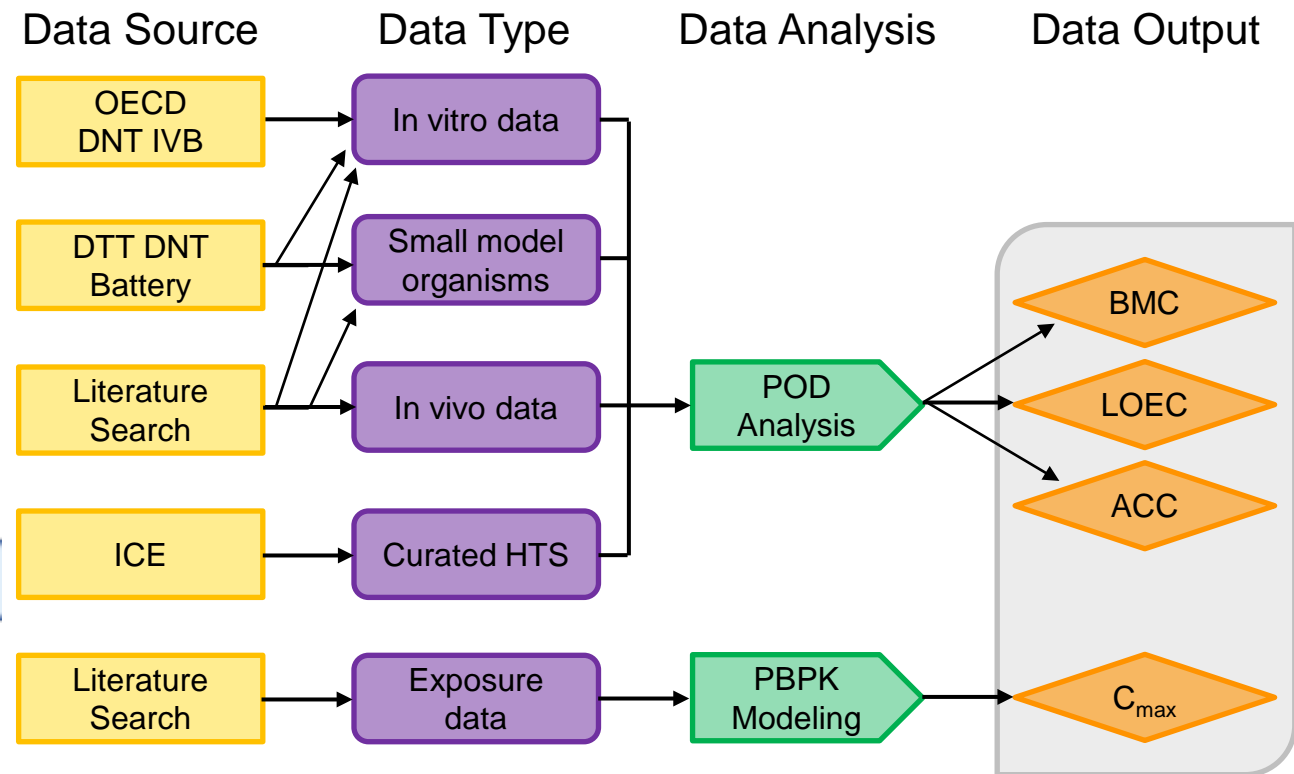 Data Source
Data Type
Data Analysis
Data Output
OECD
DNT IVB
In vitro data
DTT DNT
Battery
Small model
organisms
BMC
Literature
Search
In vivo data
POD
Analysis
LOEC
ACC
ICE
Curated HTS
Literature
Search
Exposure
data
PBPK
Modeling
Cmax